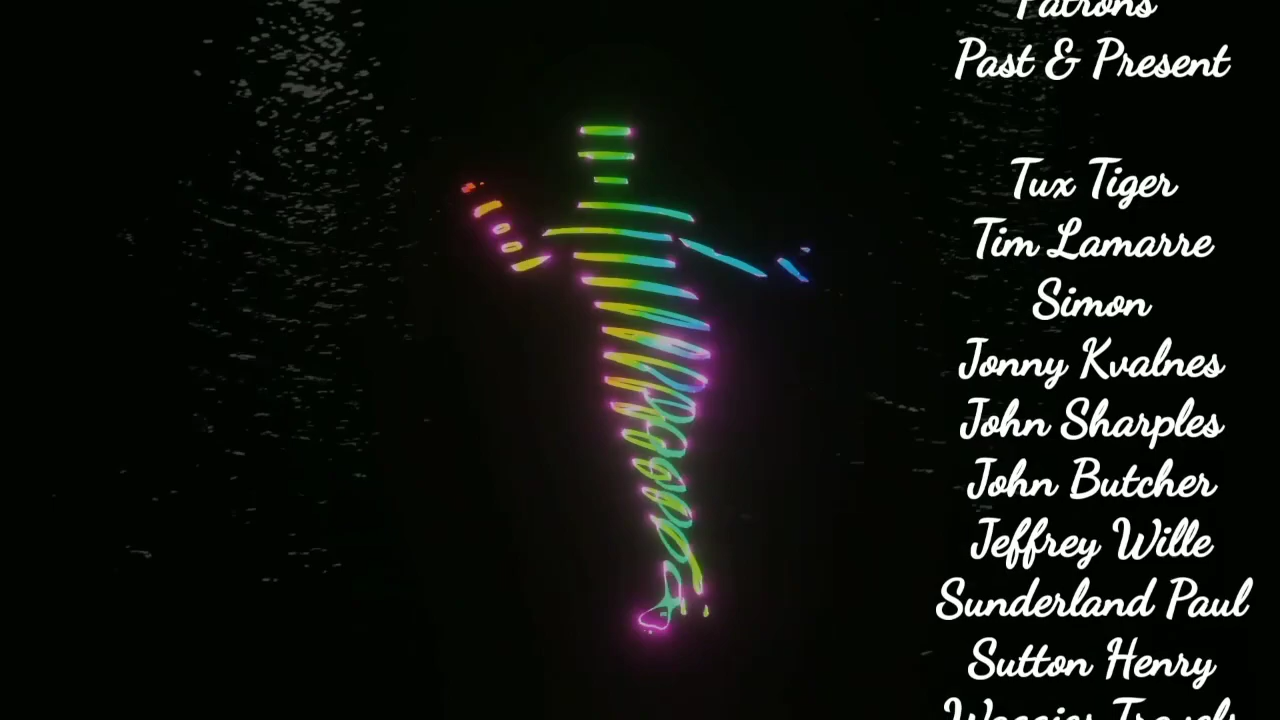 Patrons
Past & Present
Tux Tiger
Tim Lamarre
Simon
Jonny Kvalnes
John Sharples
John Butcher
Jeffrey Wille
Sunderland Paul
Sutton Henry